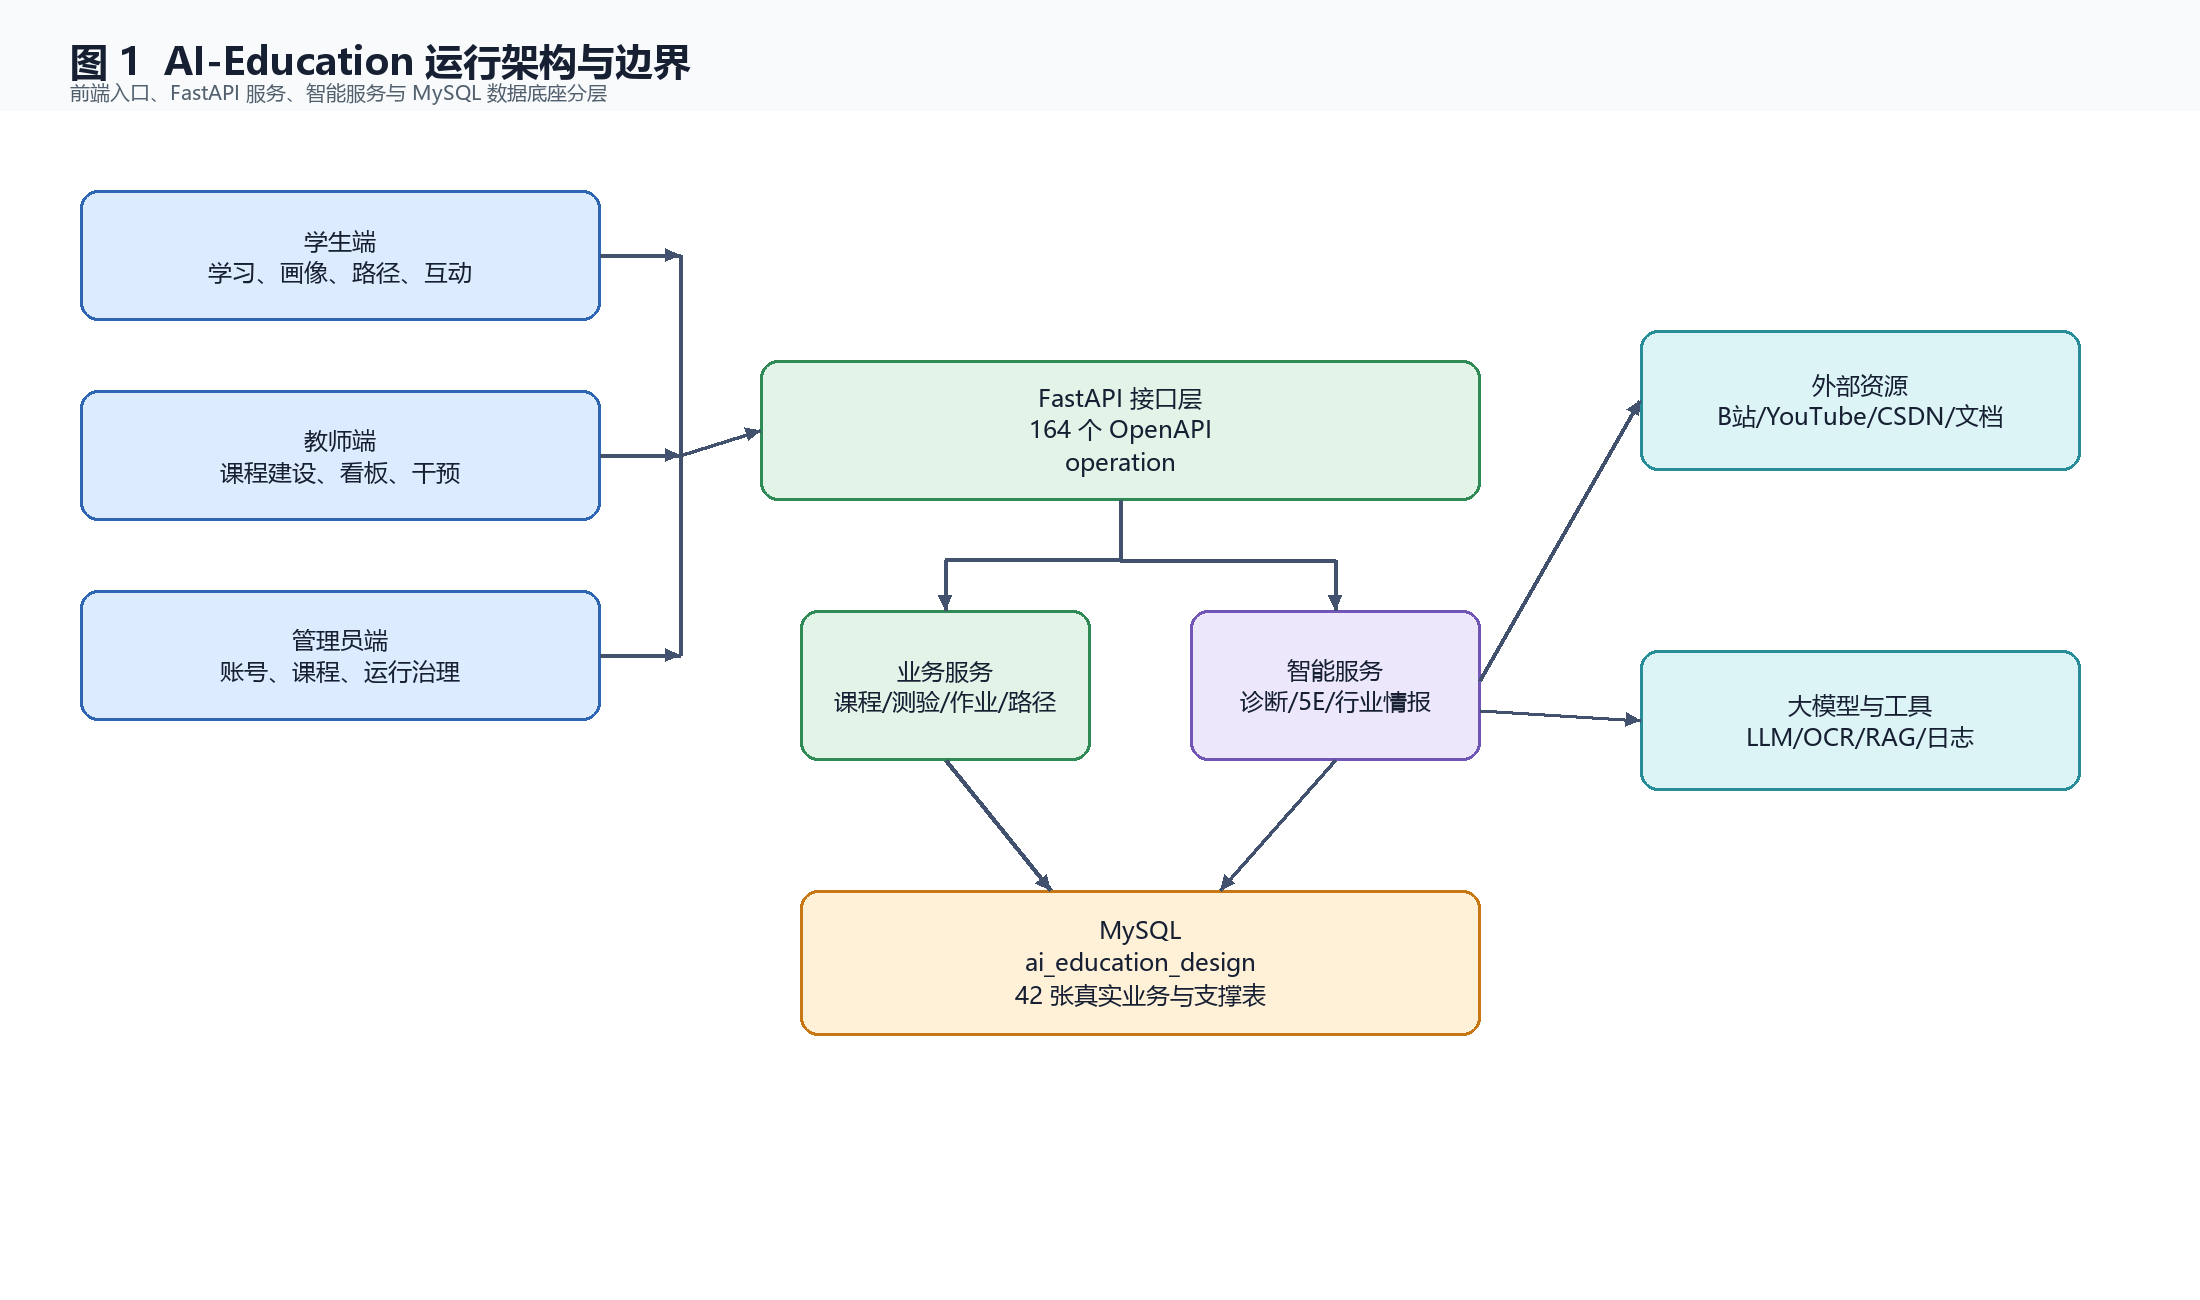 图 1 AI-Education 运行架构与边界
前端入口、FastAPI 服务、智能服务与 MySQL 数据底座分层
学生端
学习、画像、路径、互动
教师端
课程建设、看板、干预
管理员端
账号、课程、运行治理
FastAPI 接口层
164 个 OpenAPI
operation
业务服务
课程/测验/作业/路径
智能服务
诊断/5E/行业情报
外部资源
B站/YouTube/CSDN/文档
大模型与工具
LLM/OCR/RAG/日志
MySQL
ai_education_design
42 张真实业务与支撑表